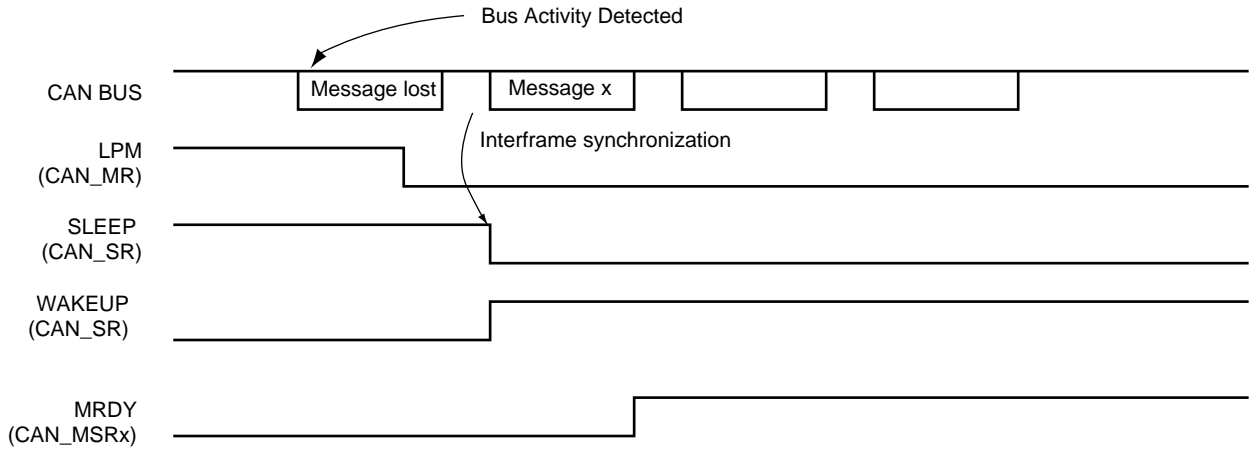 Bus Activity Detected
CAN BUS
Message lost
Message x
Interframe synchronization
LPM
(CAN_MR)
SLEEP
(CAN_SR)
WAKEUP
(CAN_SR)
MRDY
(CAN_MSRx)